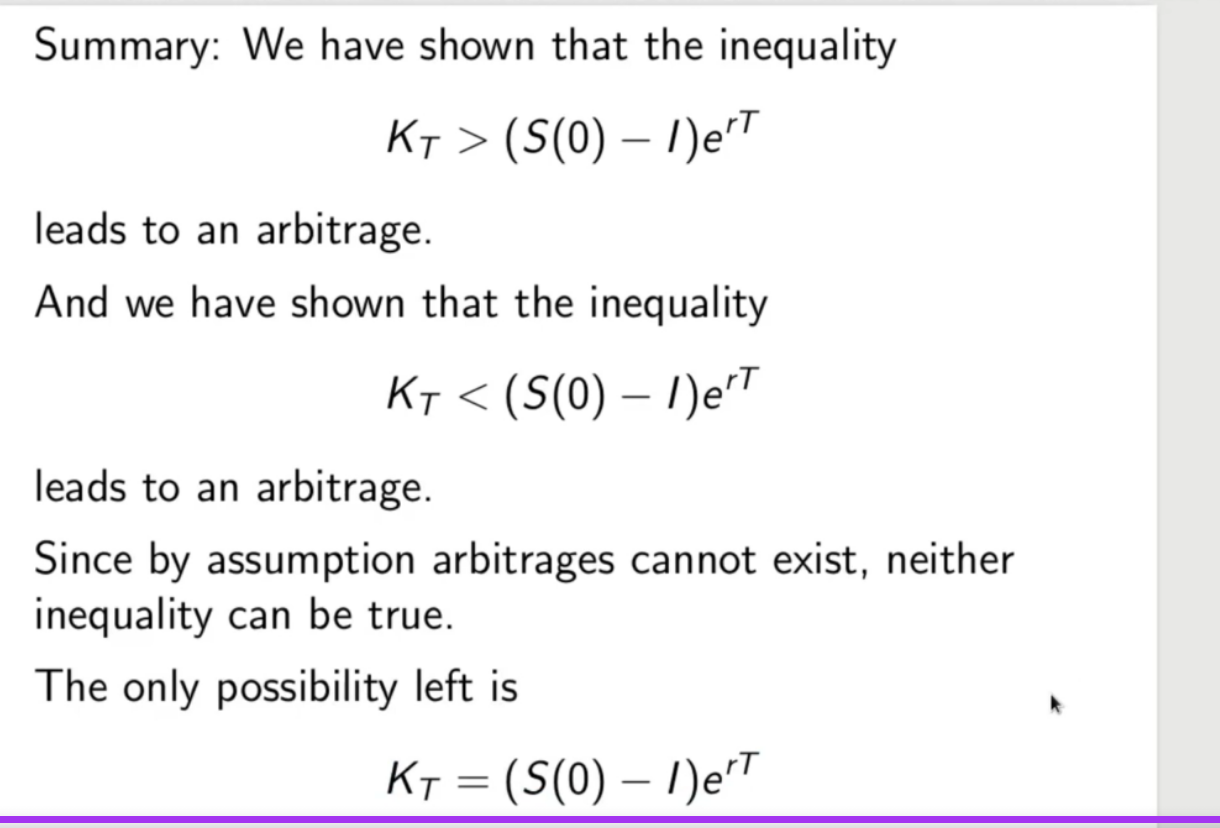 Summary: We have shown that the inequality
K_T > (S(0) – I)e^{rT}
leads to an arbitrage.
And we have shown that the inequality
K_T < (S(0) – I)e^{rT}
leads to an arbitrage.
Since by assumption arbitrages cannot exist, neither
inequality can be true.
The only possibility left is
K_T = (S(0) – I)e^{rT}